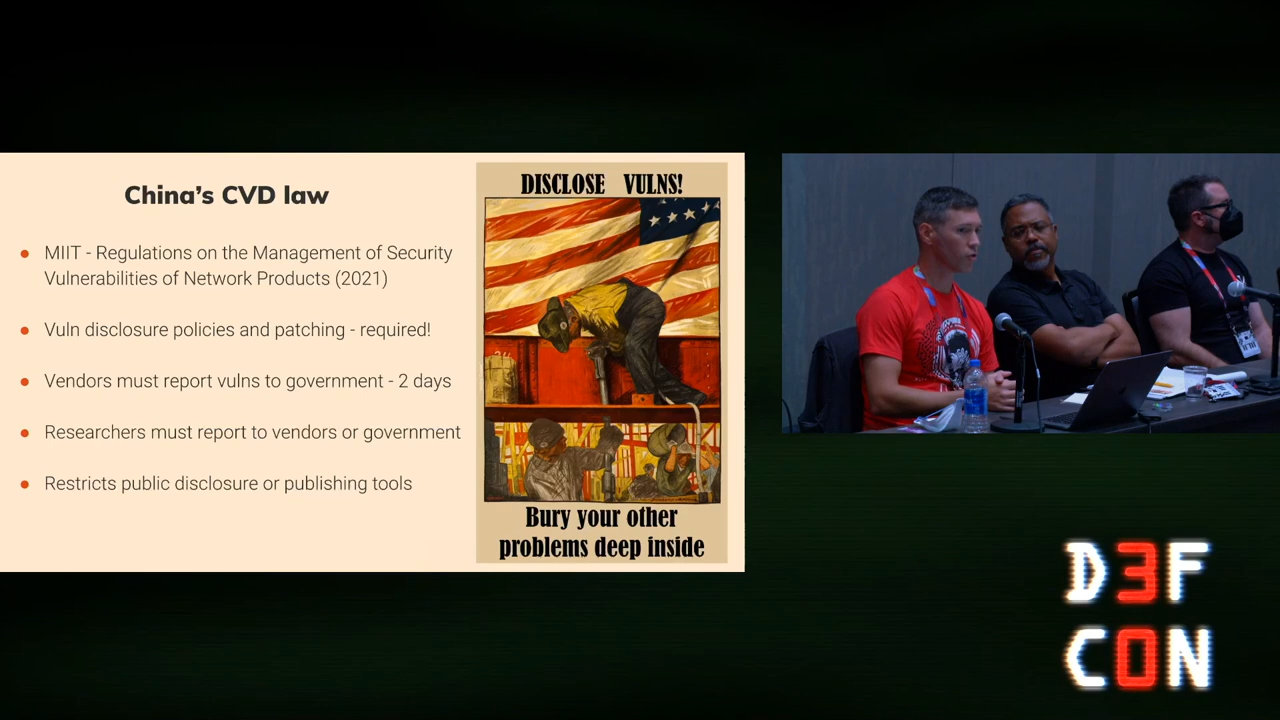 China's CVD law
MIIT - Regulations on the Management of Security
Vulnerabilities of Network Products (2021)
Vuln disclosure policies and patching - required!
Vendors must report vulns to government - 2 days
Researchers must report to vendors or government
Restricts public disclosure or publishing tools
DISCLOSE VULNS!
Bury your other
problems deep inside
D3F
C0N